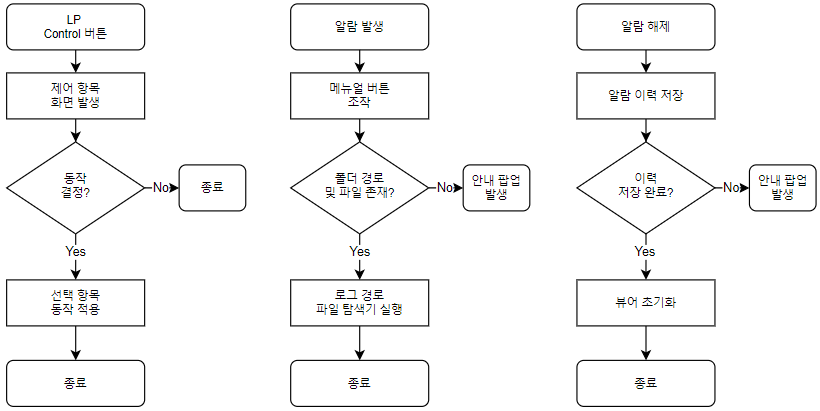 LP
Control 버튼
제어 항목
화면 발생
동작
결정?
No
종료
Yes
선택 항목
동작 적용
종료
알람 발생
메뉴얼 버튼
조작
폴더 경로
및 파일 존재?
No
안내 팝업
발생
Yes
로그 경로
파일 탐색기 실행
종료
알람 해제
알람 이력 저장
이력
저장 완료?
No
안내 팝업
발생
Yes
뷰어 초기화
종료